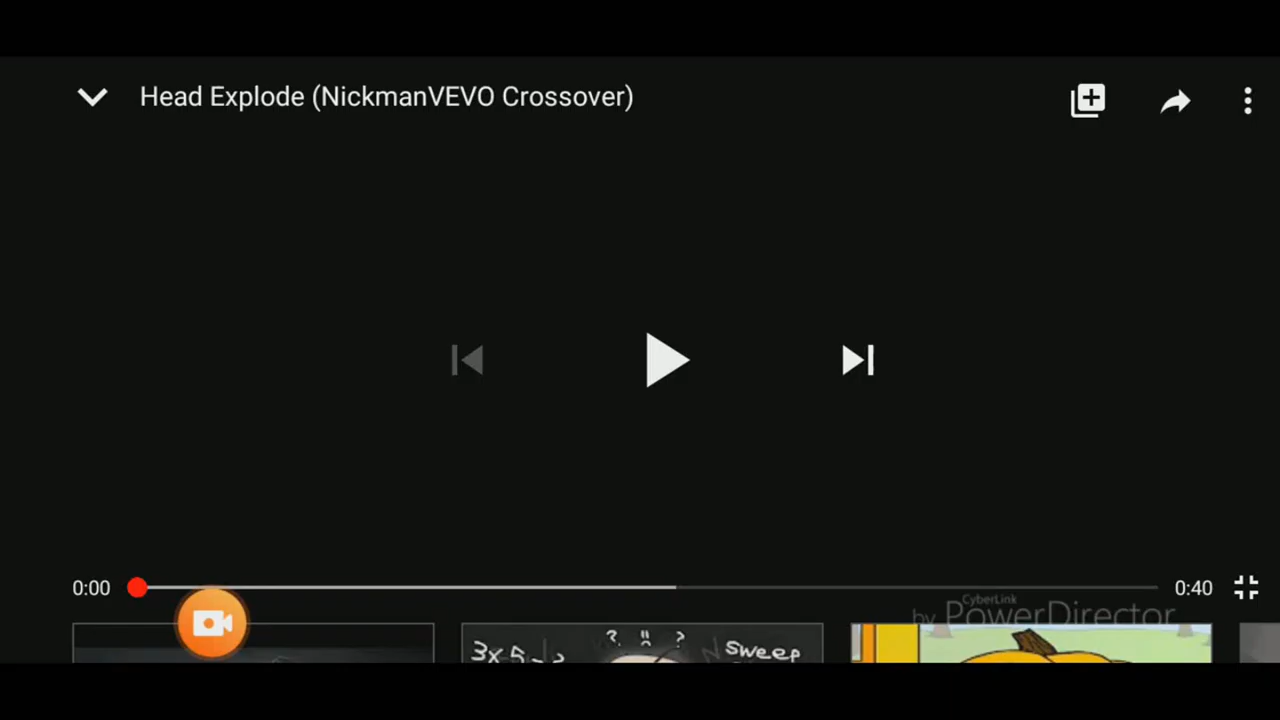 Head Explode (NickmanVEVO Crossover)
0:00
0:40
CyberLink
by PowerDirector
? " ?
3x5
Sweep